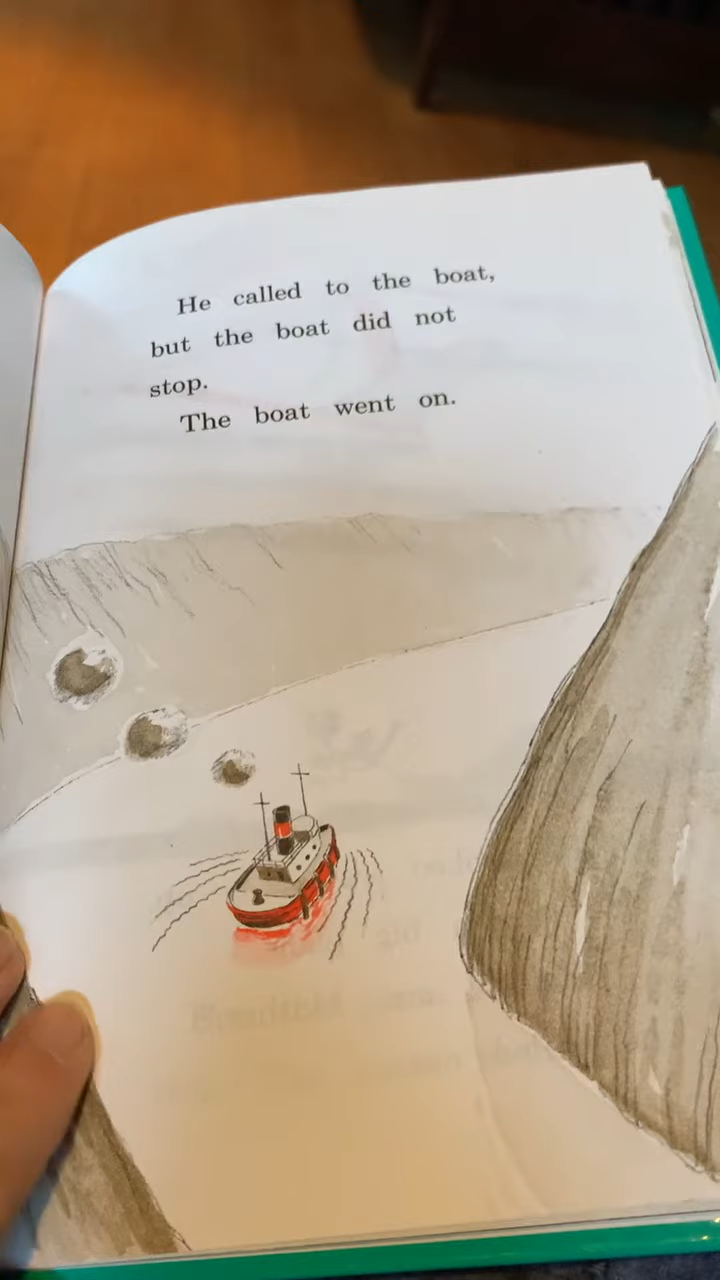 He called to the boat,
but the boat did not
stop.
The boat went on.